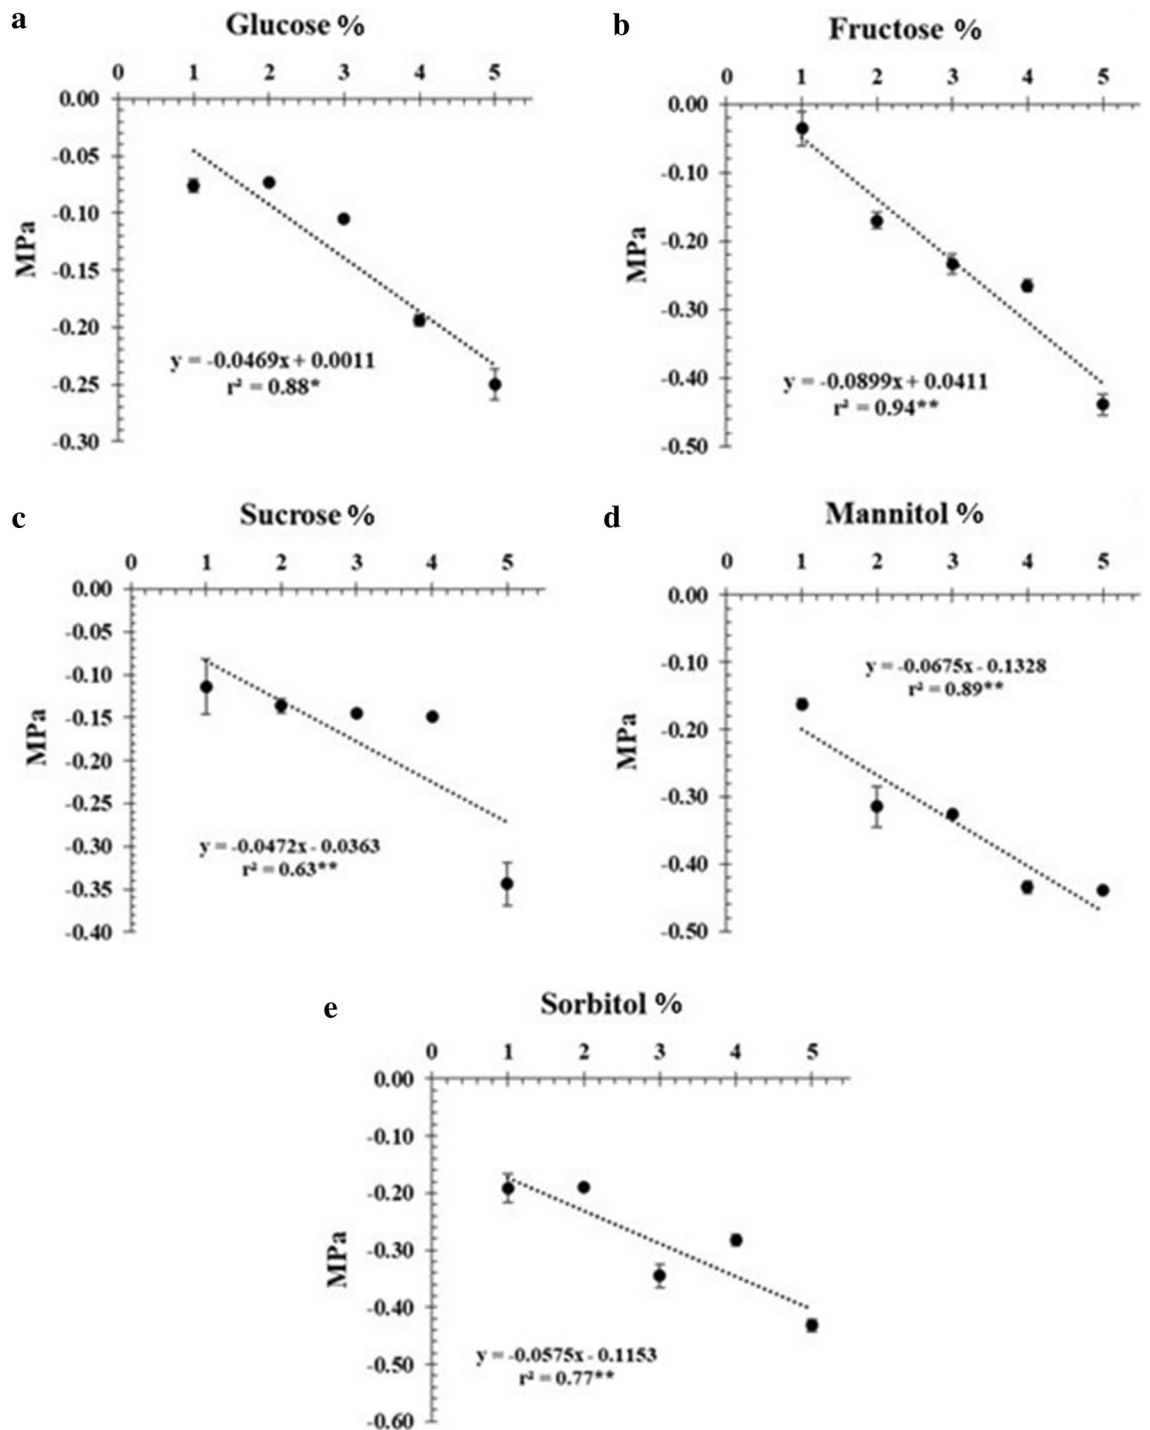 a
Glucose %
0 1 2 3 4 5
0.00
-0.05
-0.10
-0.15
-0.20
-0.25
-0.30
MPa
y = -0.0469x + 0.0011
r² = 0.88*
b
Fructose %
0 1 2 3 4 5
0.00
-0.10
-0.20
-0.30
-0.40
-0.50
MPa
y = -0.0899x + 0.0411
r² = 0.94**
c
Sucrose %
0 1 2 3 4 5
0.00
-0.05
-0.10
-0.15
-0.20
-0.25
-0.30
-0.35
-0.40
MPa
y = -0.0472x - 0.0363
r² = 0.63**
d
Mannitol %
0 1 2 3 4 5
0.00
-0.10
-0.20
-0.30
-0.40
-0.50
MPa
y = -0.0675x - 0.1328
r² = 0.89**
e
Sorbitol %
0 1 2 3 4 5
0.00
-0.10
-0.20
-0.30
-0.40
-0.50
-0.60
MPa
y = -0.0575x - 0.1153
r² = 0.77**